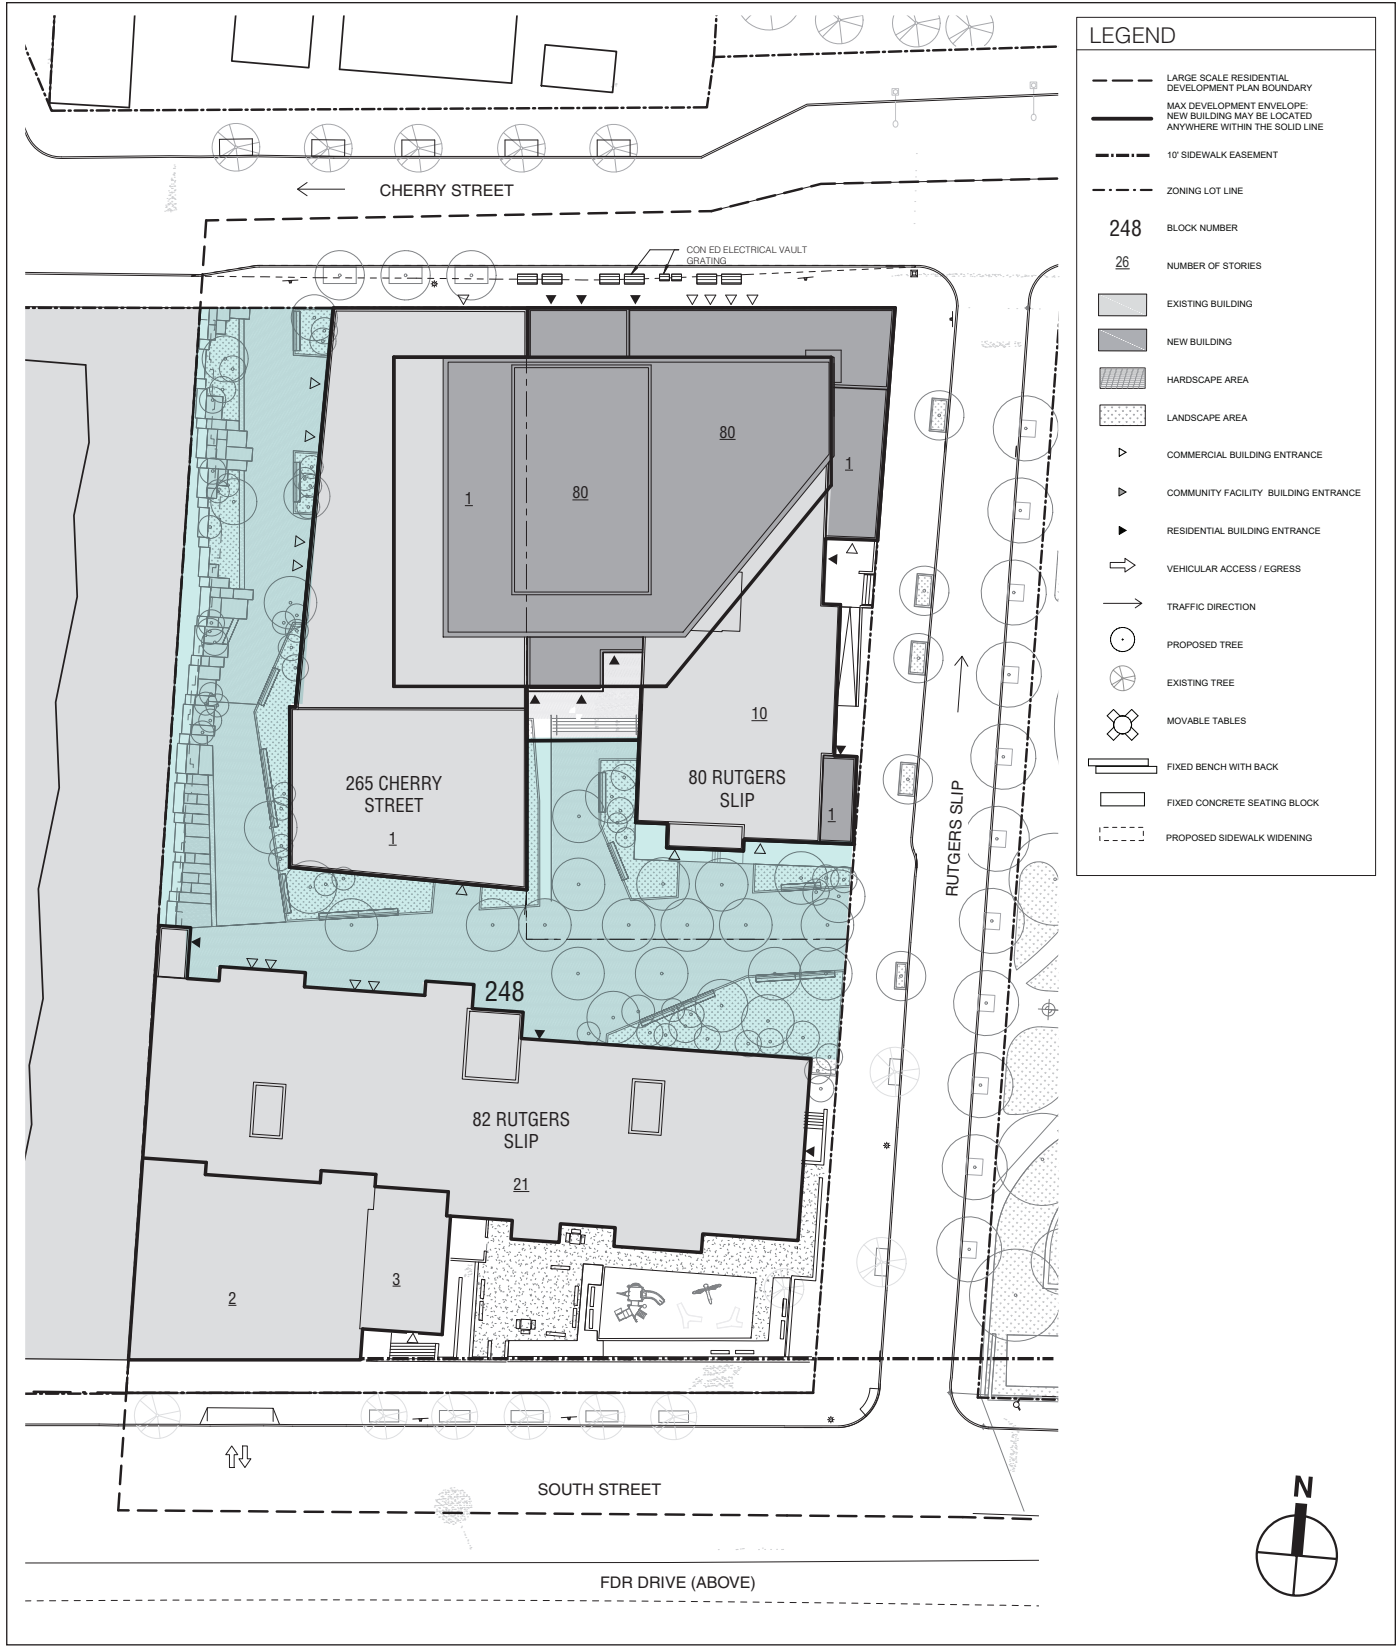 LEGEND
LARGE SCALE RESIDENTIAL
DEVELOPMENT PLAN BOUNDARY
MAX DEVELOPMENT ENVELOPE:
NEW BUILDING MAY BE LOCATED
ANYWHERE WITHIN THE SOLID LINE
10' SIDEWALK EASEMENT
ZONING LOT LINE
248 BLOCK NUMBER
26 NUMBER OF STORIES
EXISTING BUILDING
NEW BUILDING
HARDSCAPE AREA
LANDSCAPE AREA
COMMERCIAL BUILDING ENTRANCE
COMMUNITY FACILITY BUILDING ENTRANCE
RESIDENTIAL BUILDING ENTRANCE
VEHICULAR ACCESS / EGRESS
TRAFFIC DIRECTION
PROPOSED TREE
EXISTING TREE
MOVABLE TABLES
FIXED BENCH WITH BACK
FIXED CONCRETE SEATING BLOCK
PROPOSED SIDEWALK WIDENING
CHERRY STREET
CON ED ELECTRICAL VAULT
GRATING
80
1
1
80
10
265 CHERRY
STREET
1
80 RUTGERS
SLIP
1
RUTGERS SLIP
248
82 RUTGERS
SLIP
21
3
2
SOUTH STREET
N
FDR DRIVE (ABOVE)